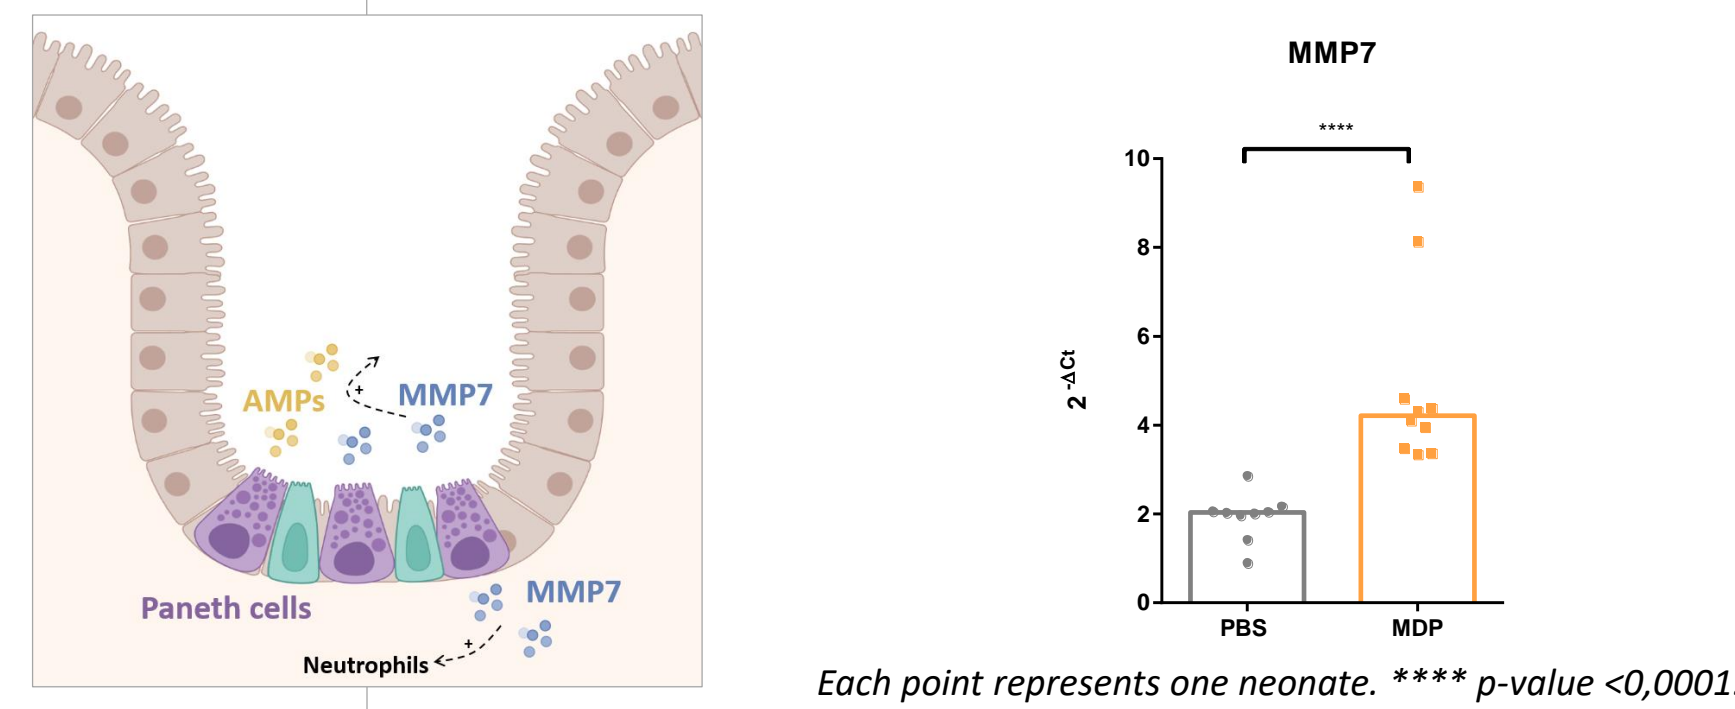 AMPs
+
MMP7
Paneth cells
MMP7
+
Neutrophils
MMP7
****
10
8
6
4
2
0
2 -ΔCt
PBS MDP
Each point represents one neonate. **** p-value <0,0001.